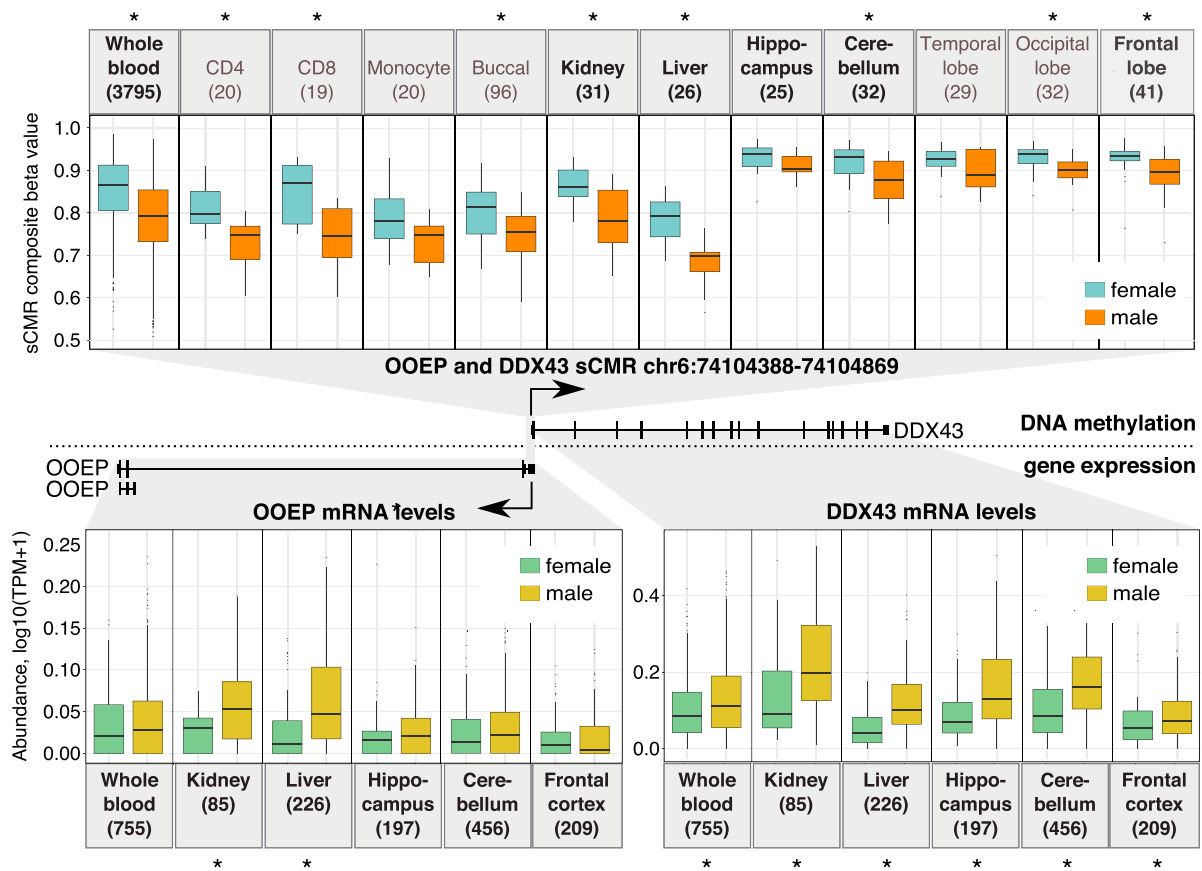 * * * * * * * * *
Whole blood (3795)
CD4 (20)
CD8 (19)
Monocyte (20)
Buccal (96)
Kidney (31)
Liver (26)
Hippo-campus (25)
Cere-bellum (32)
Temporal lobe (29)
Occipital lobe (32)
Frontal lobe (41)
sCMR composite beta value
1.0
0.9
0.8
0.7
0.6
0.5
female
male
OOEP and DDX43 sCMR chr6:74104388-74104869
DDX43
DNA methylation
OOEP
gene expression
OOEP
OOEP mRNA levels
Abundance, log10(TPM+1)
0.25
0.20
0.15
0.10
0.05
0.00
female
male
Whole blood (755)
Kidney (85)
Liver (226)
Hippo-campus (197)
Cere-bellum (456)
Frontal cortex (209)
* *
DDX43 mRNA levels
0.4
0.2
0.0
female
male
Whole blood (755)
Kidney (85)
Liver (226)
Hippo-campus (197)
Cere-bellum (456)
Frontal cortex (209)
* * * * * *